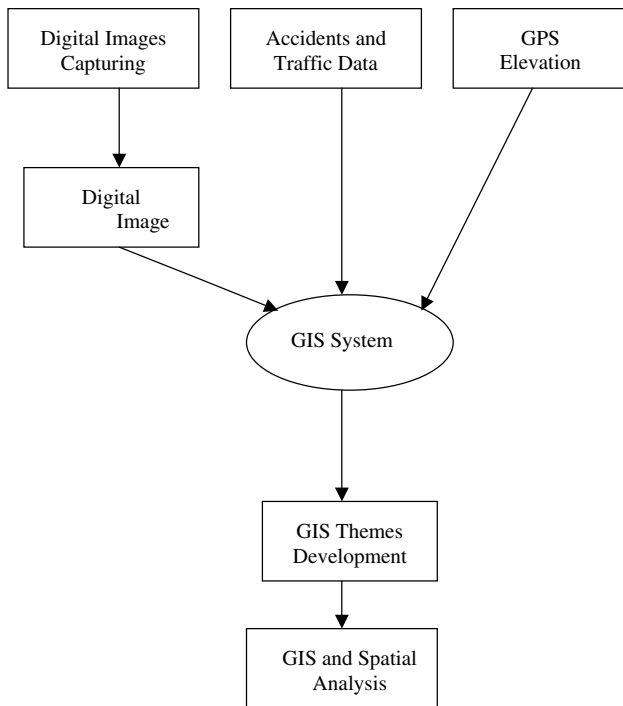 Digital Images
Capturing
Accidents and
Traffic Data
GPS
Elevation
Digital
Image
GIS System
GIS Themes
Development
GIS and Spatial
Analysis